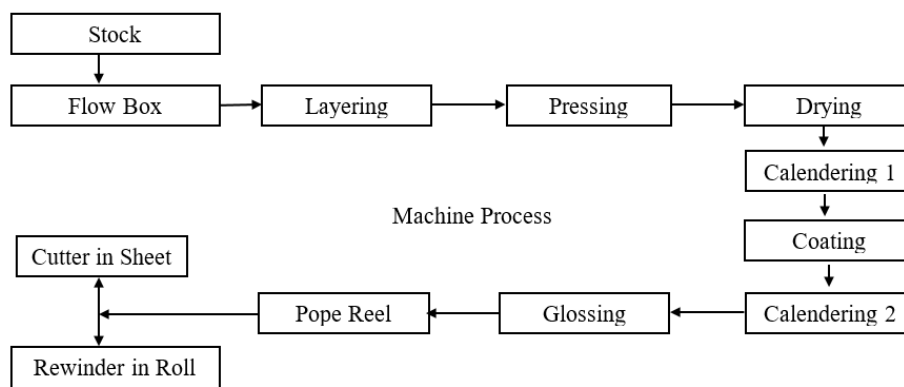 Stock
Flow Box
Layering
Pressing
Drying
Calendering 1
Machine Process
Coating
Cutter in Sheet
Pope Reel
Glossing
Calendering 2
Rewinder in Roll